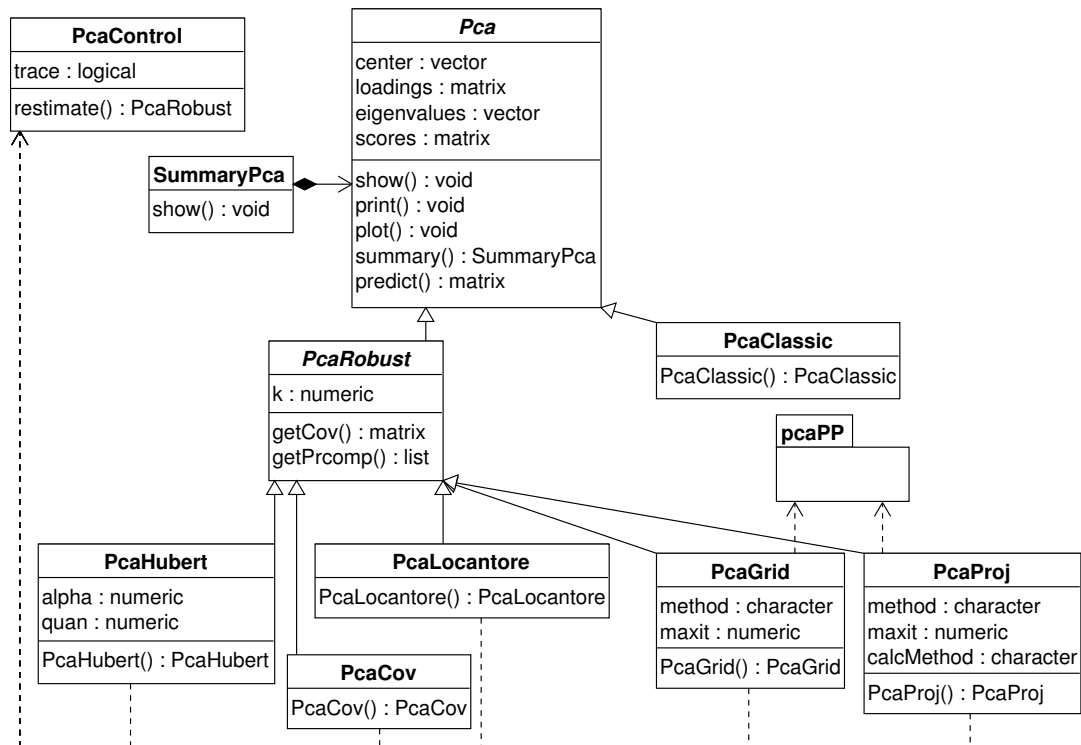 PcaControl
trace : logical
restimate() : PcaRobust
Pca
center : vector
loadings : matrix
eigenvalues : vector
scores : matrix
show() : void
print() : void
plot() : void
summary() : SummaryPca
predict() : matrix
SummaryPca
show() : void
PcaClassic
PcaClassic() : PcaClassic
PcaRobust
k : numeric
getCov() : matrix
getPrcomp() : list
pcaPP
PcaHubert
alpha : numeric
quan : numeric
PcaHubert() : PcaHubert
PcaCov
PcaCov() : PcaCov
PcaLocantore
PcaLocantore() : PcaLocantore
PcaGrid
method : character
maxit : numeric
PcaGrid() : PcaGrid
PcaProj
method : character
maxit : numeric
calcMethod : character
PcaProj() : PcaProj